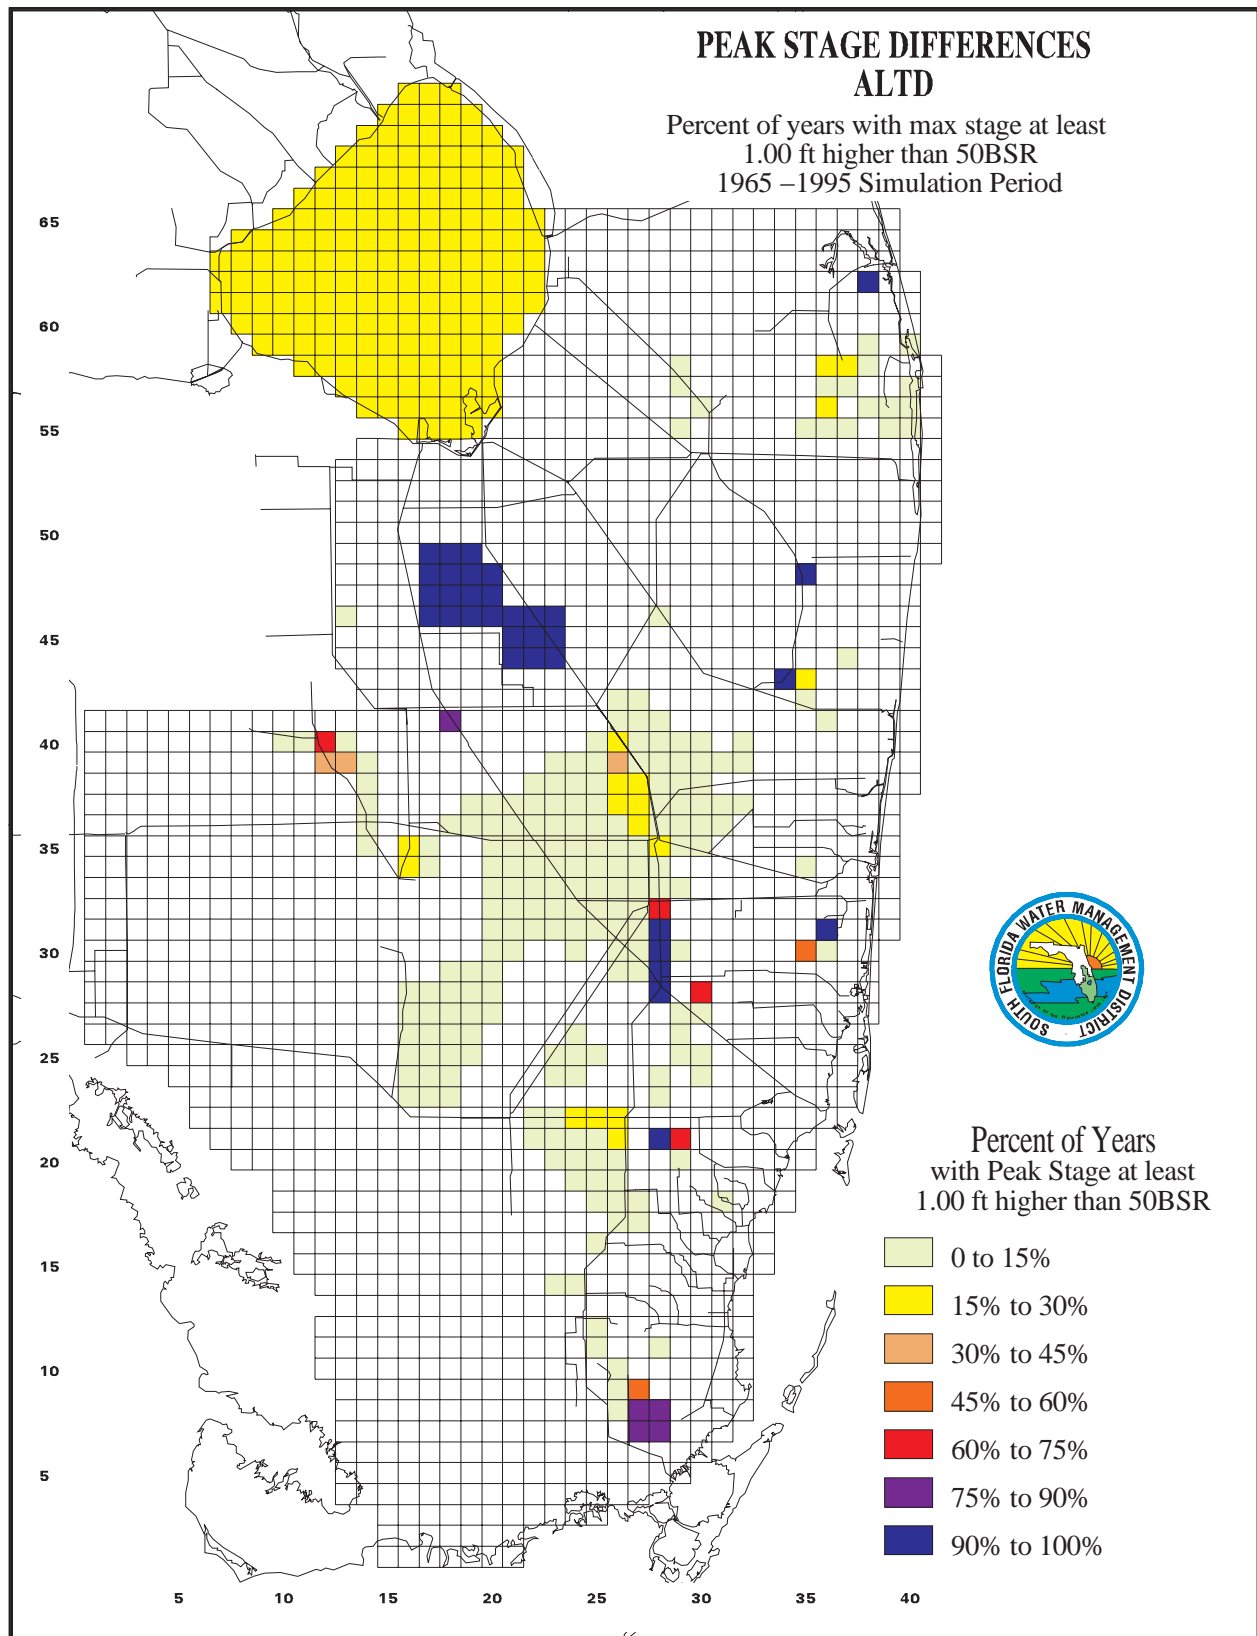 PEAK STAGE DIFFERENCES
ALTD
Percent of years with max stage at least
1.00 ft higher than 50BSR
1965 –1995 Simulation Period
65
60
55
50
45
40
35
30
25
20
15
10
5
SOUTH FLORIDA WATER MANAGEMENT DISTRICT
Percent of Years
with Peak Stage at least
1.00 ft higher than 50BSR
0 to 15%
15% to 30%
30% to 45%
45% to 60%
60% to 75%
75% to 90%
90% to 100%
5 10 15 20 25 30 35 40